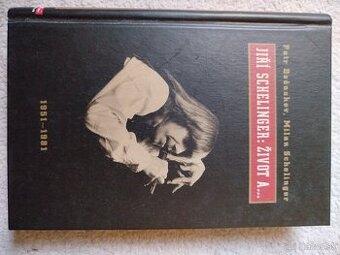 Petr Bošnakov, Milan Schelinger
JIŘÍ SCHELINGER: ŽIVOT A...
1951–1981